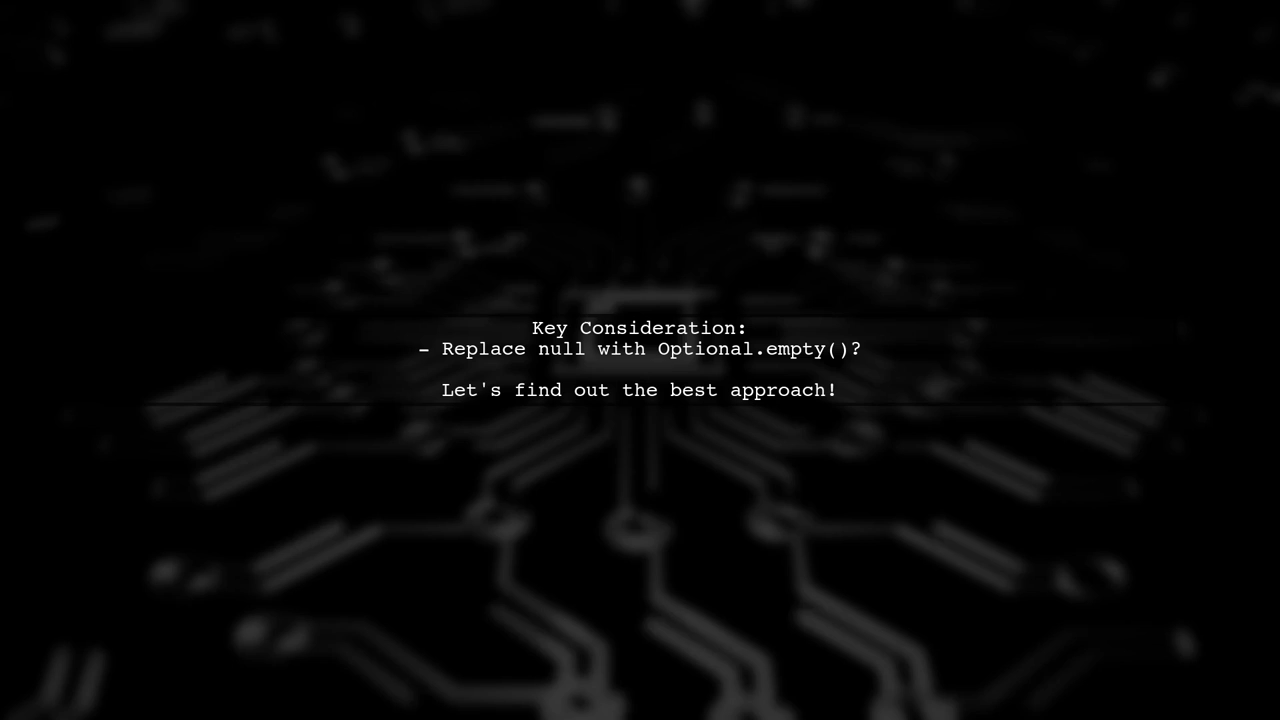 Key Consideration:
- Replace null with Optional.empty()?
Let's find out the best approach!